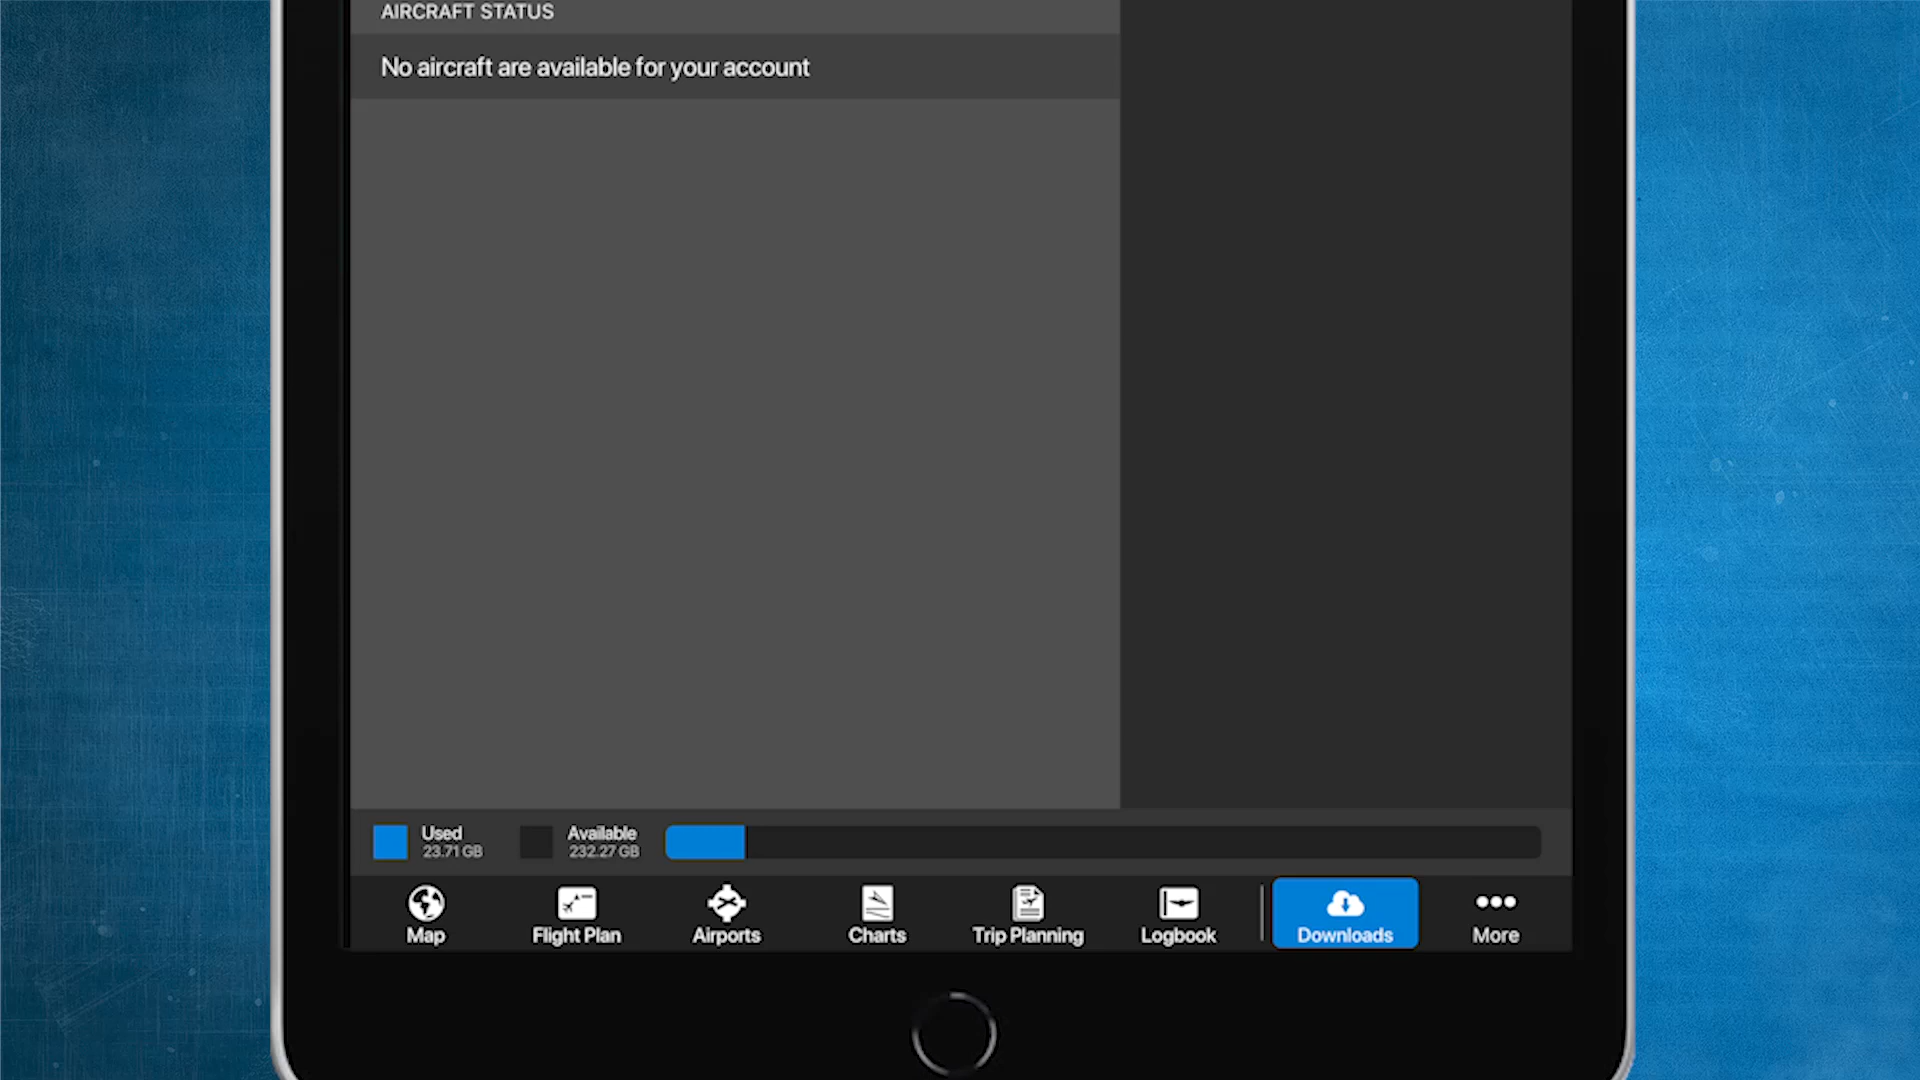 AIRCRAFT STATUS
No aircraft are available for your account
Used
23.71 GB
Available
232.27 GB
Map
Flight Plan
Airports
Charts
Trip Planning
Logbook
Downloads
More